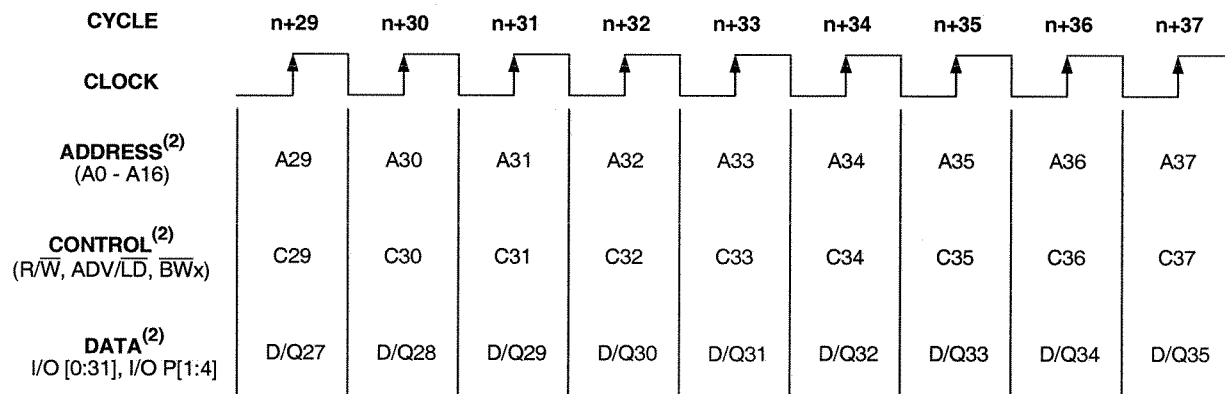 CYCLE n+29 n+30 n+31 n+32 n+33 n+34 n+35 n+36 n+37
CLOCK
ADDRESS(2) A29 A30 A31 A32 A33 A34 A35 A36 A37
(A0 - A16)
CONTROL(2) C29 C30 C31 C32 C33 C34 C35 C36 C37
(R/W̅, ADV/L̅D̅, B̅W̅x)
DATA(2) D/Q27 D/Q28 D/Q29 D/Q30 D/Q31 D/Q32 D/Q33 D/Q34 D/Q35
I/O [0:31], I/O P[1:4]